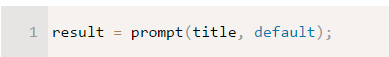 1 result = prompt(title, default);